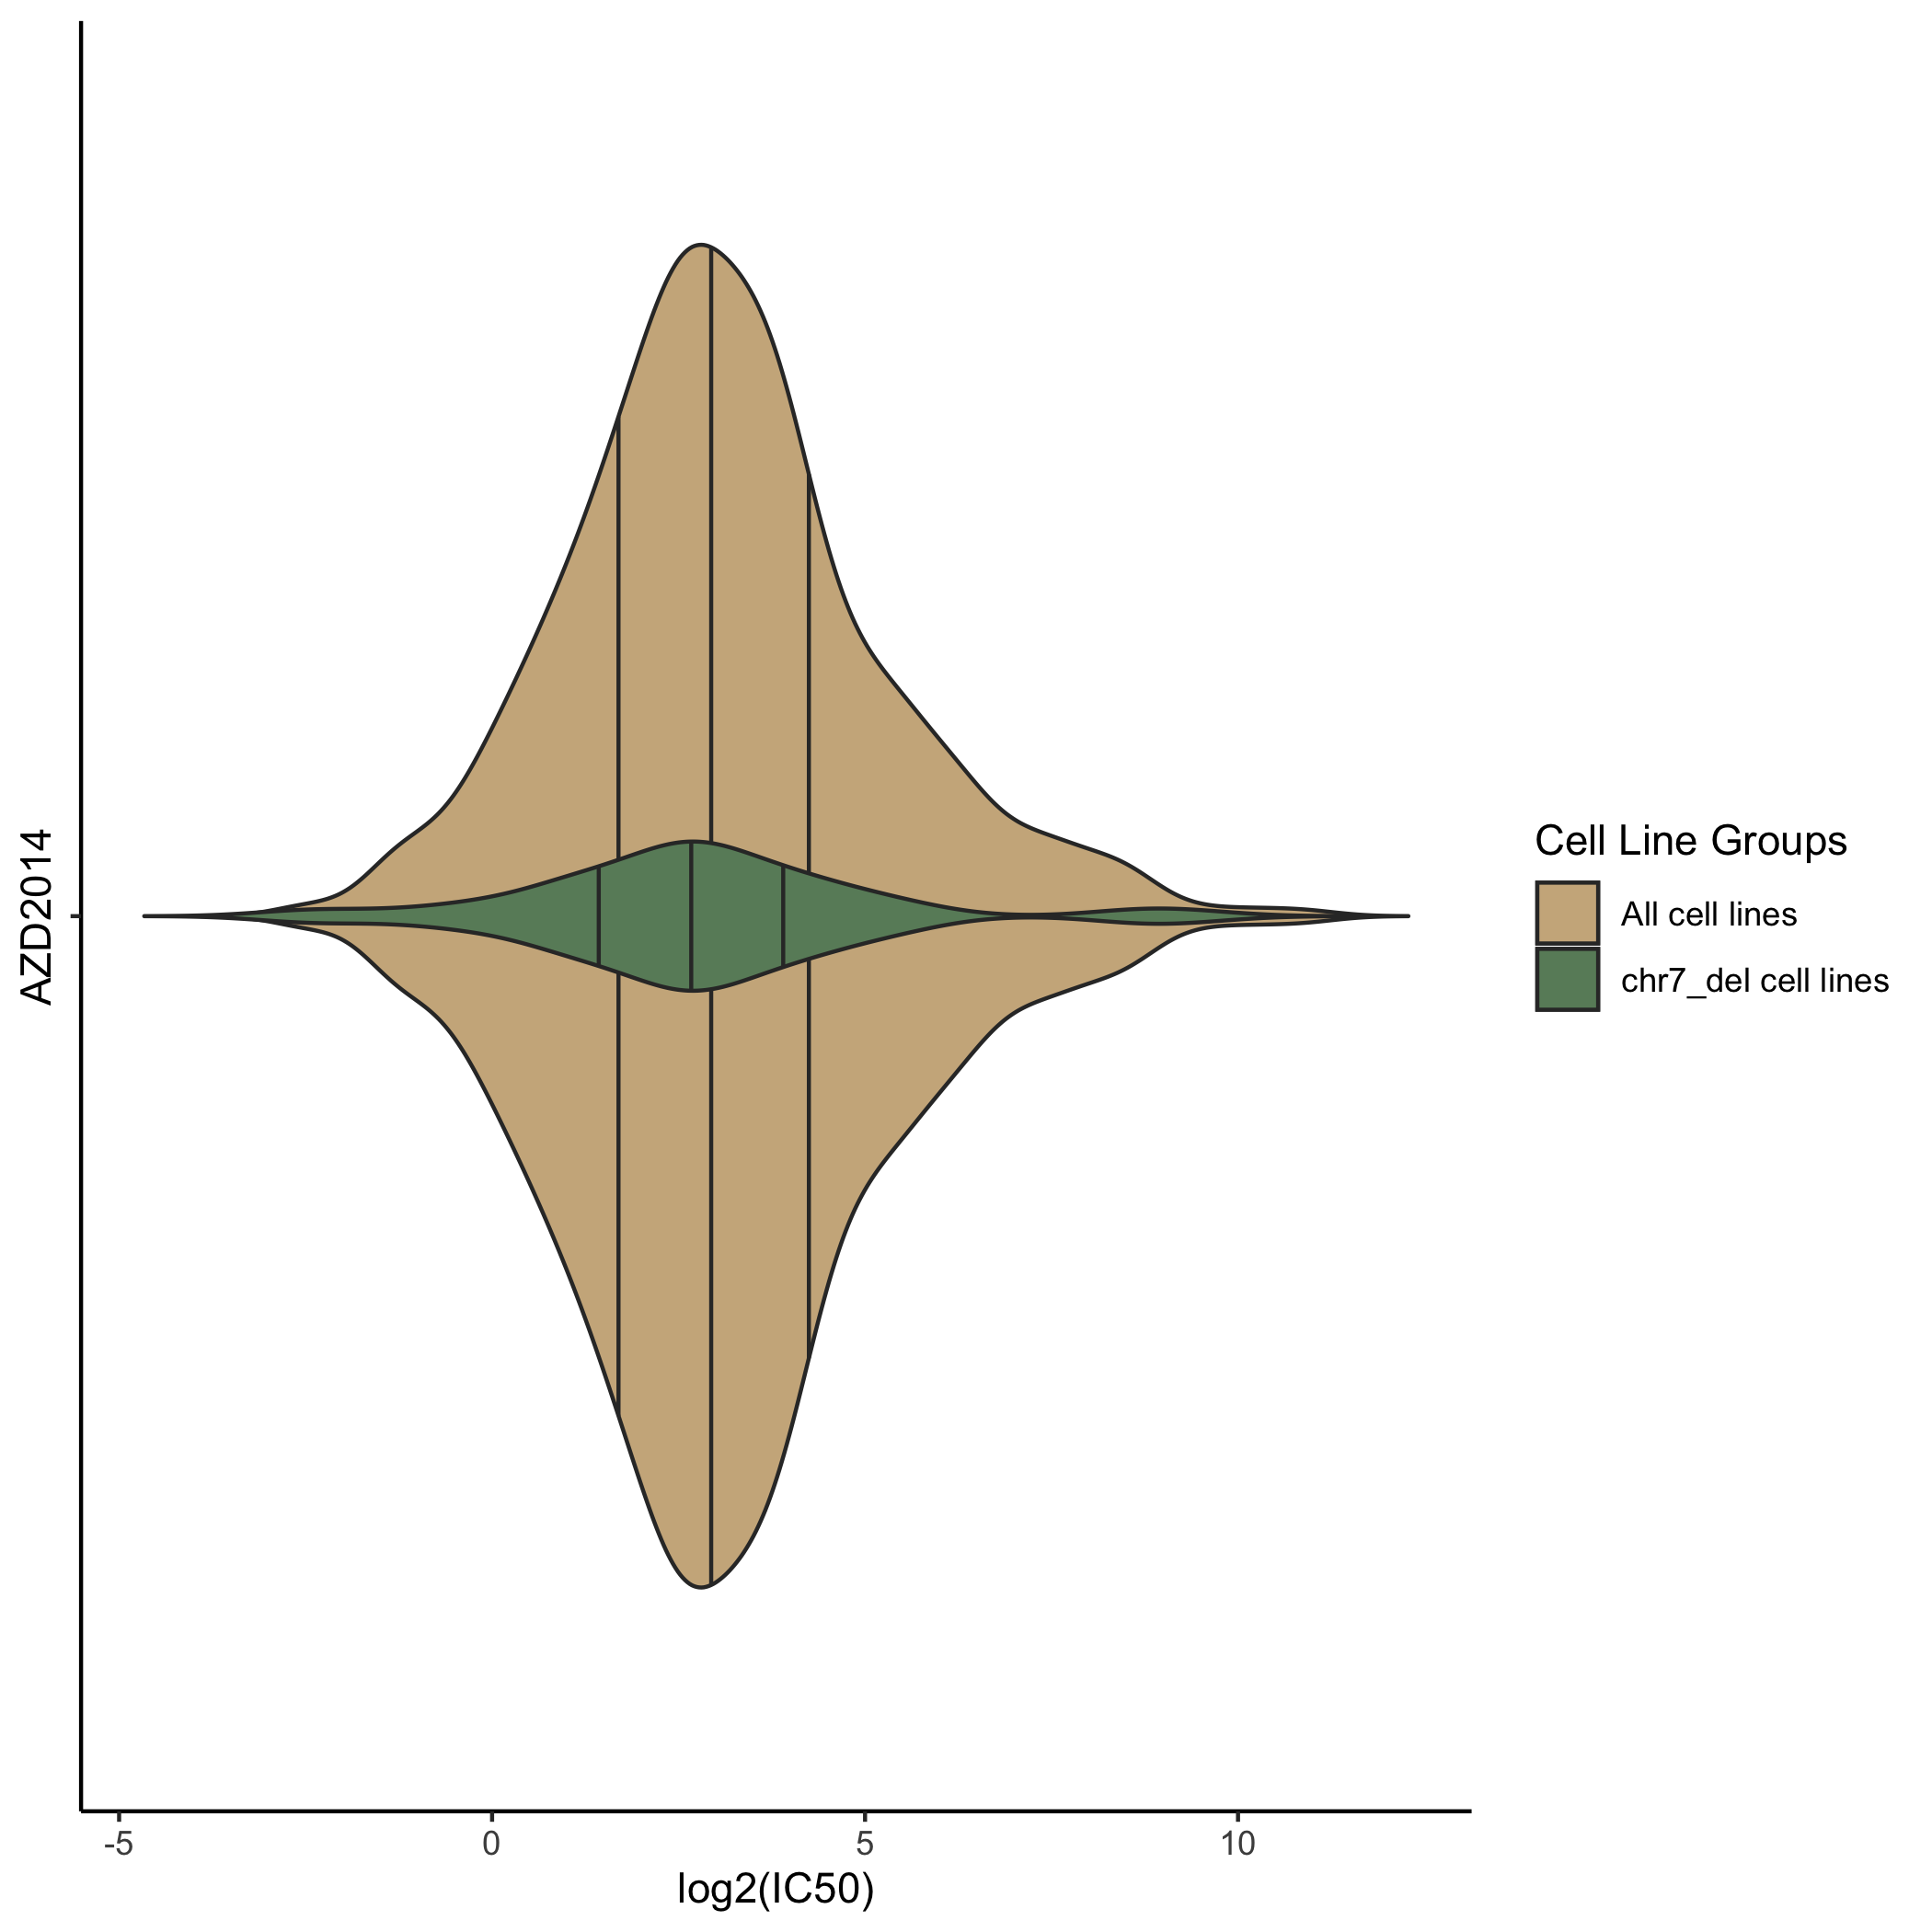 AZD2014
-5
0
5
10
log2(IC50)
Cell Line Groups
All cell lines
chr7_del cell lines